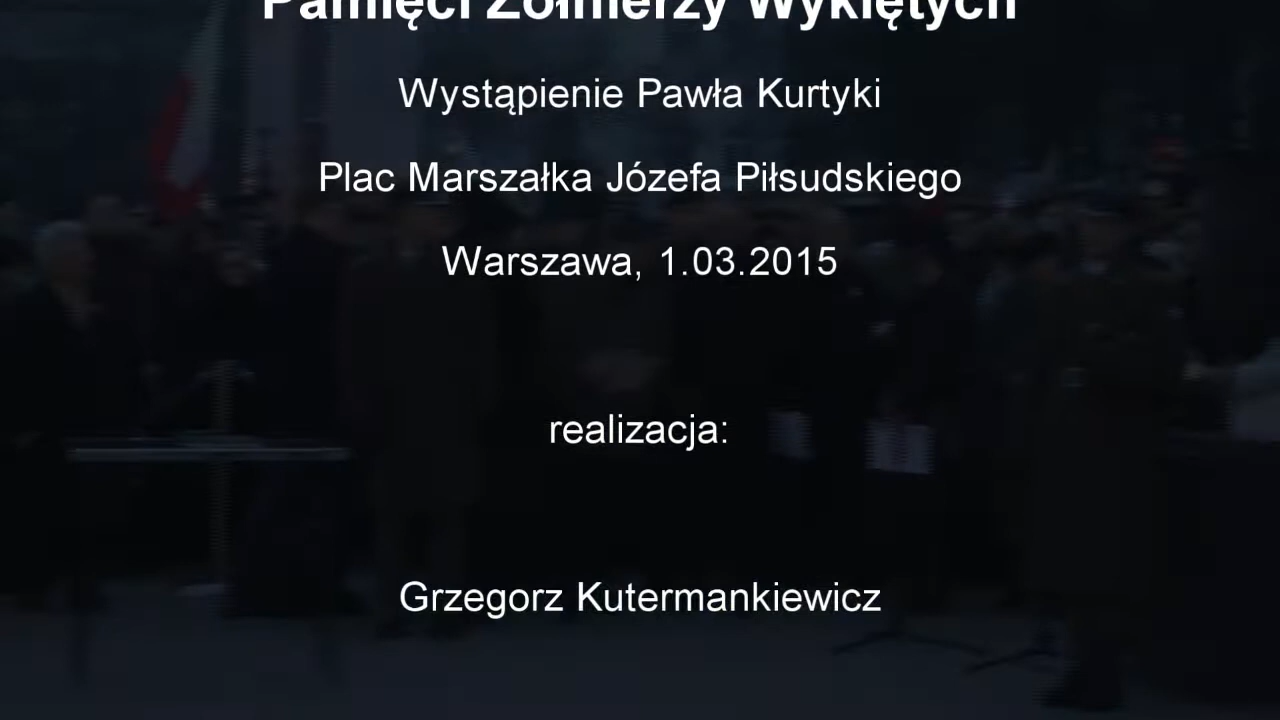 Pamięci Żołnierzy Wyklętych
Wystąpienie Pawła Kurtyki
Plac Marszałka Józefa Piłsudskiego
Warszawa, 1.03.2015
realizacja:
Grzegorz Kutermankiewicz